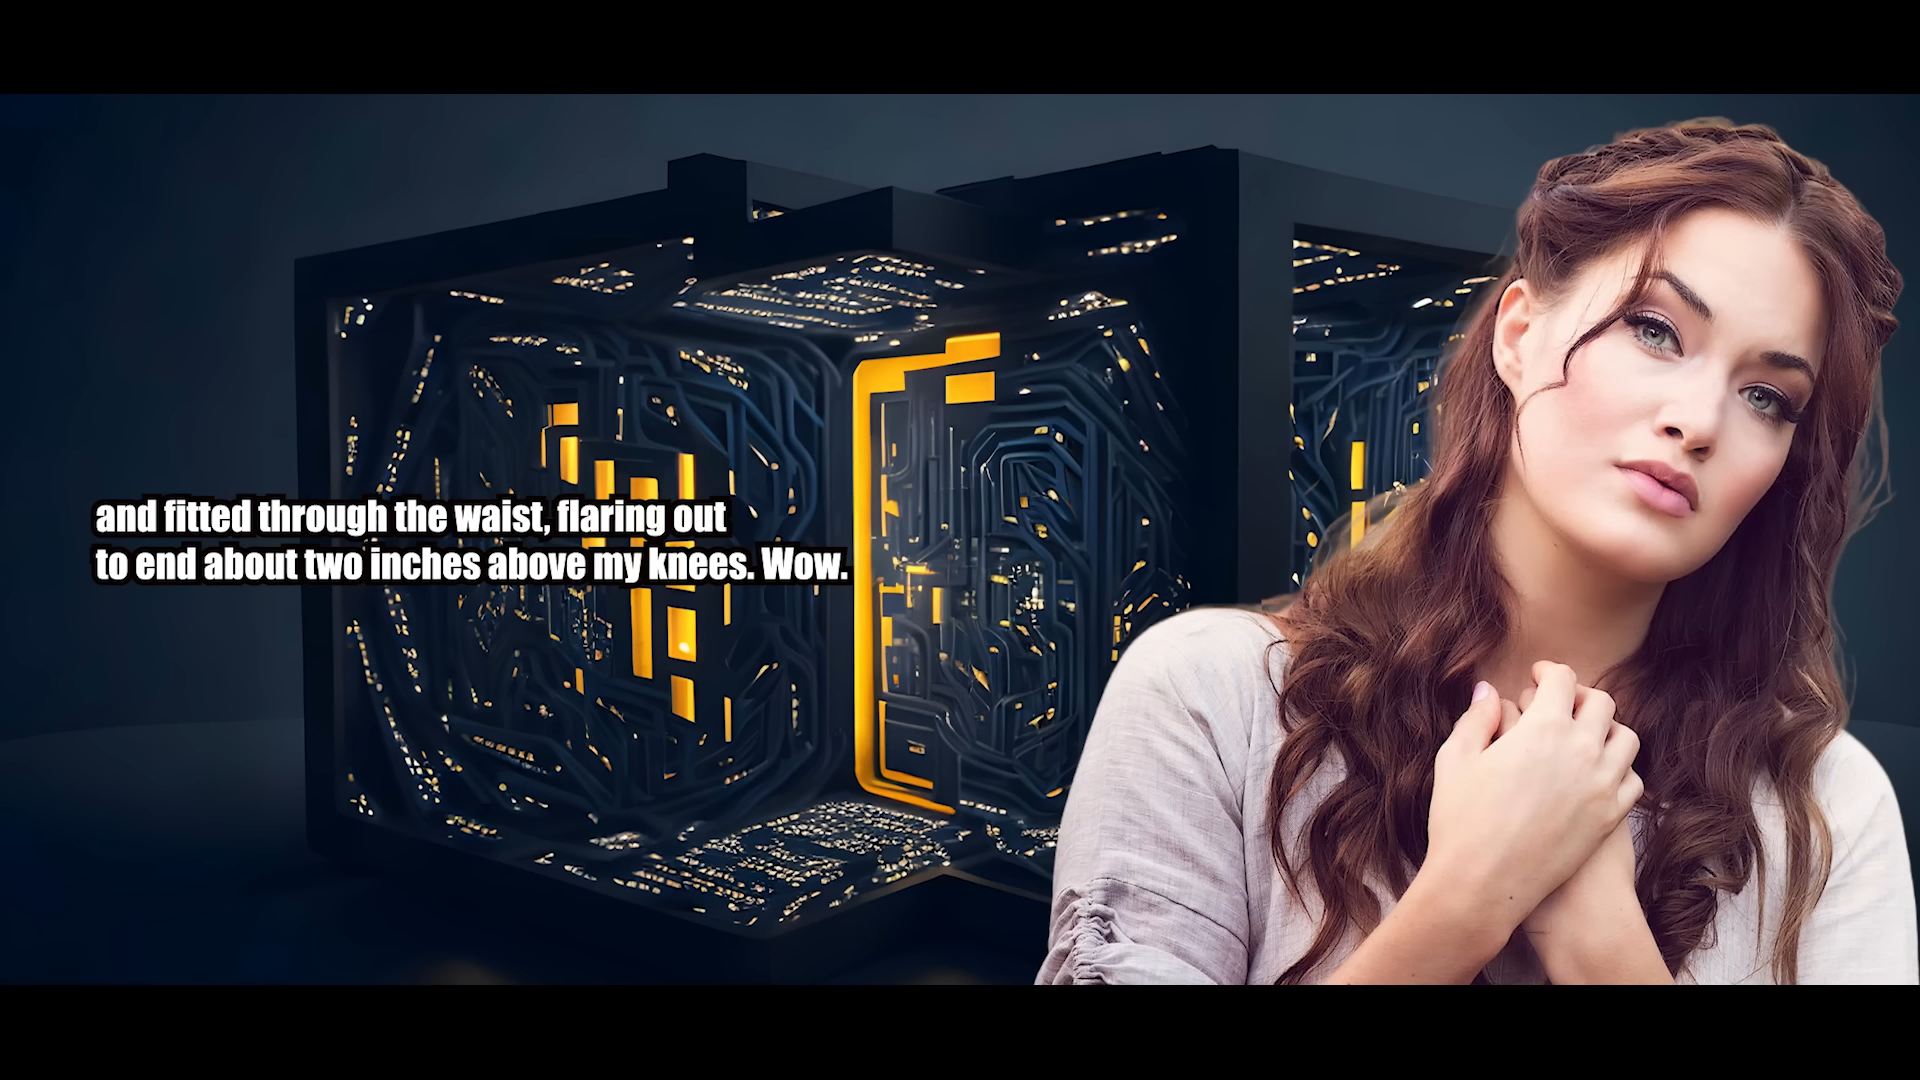 and fitted through the waist, flaring out
to end about two inches above my knees. Wow.